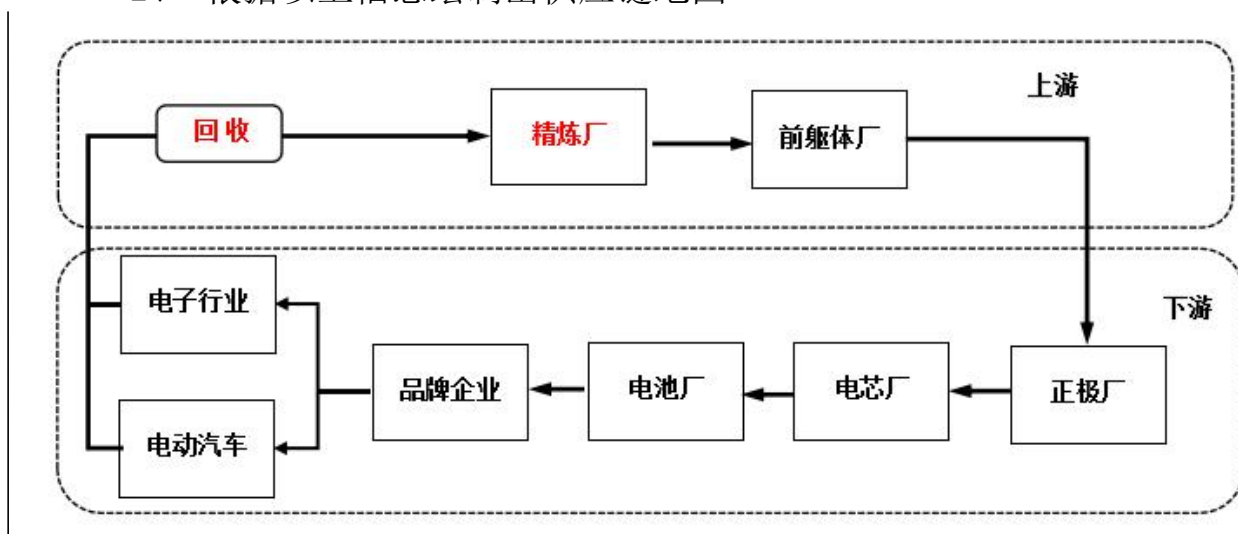 上游
回收
精炼厂
前躯体厂
电子行业
下游
品牌企业
电池厂
电芯厂
正极厂
电动汽车